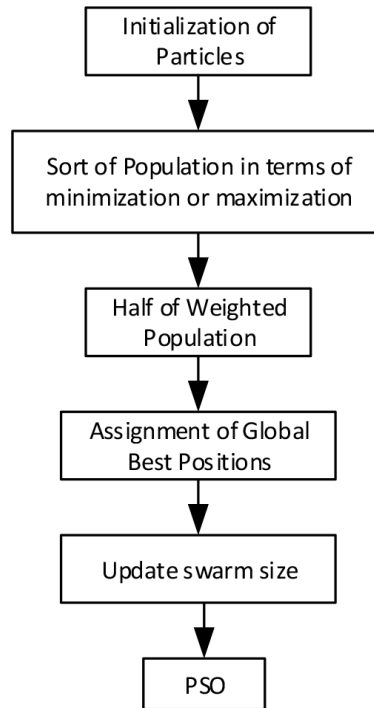 Initialization of
Particles
Sort of Population in terms of
minimization or maximization
Half of Weighted
Population
Assignment of Global
Best Positions
Update swarm size
PSO